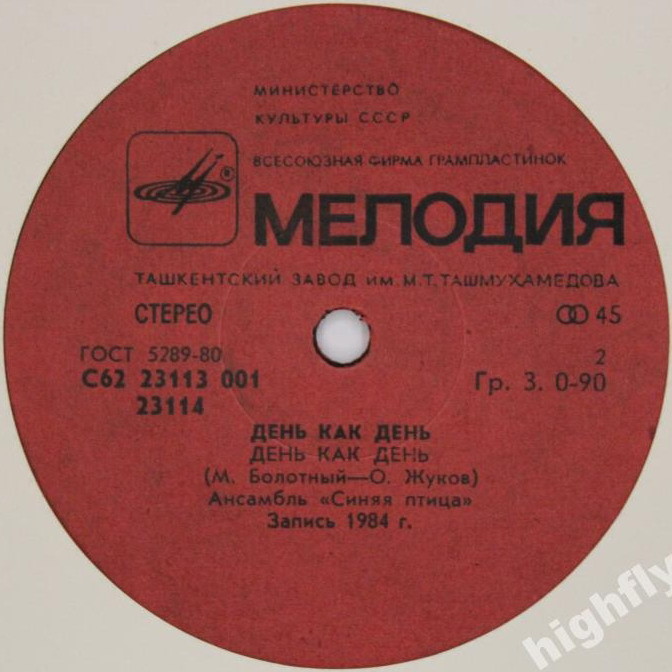 МИНИСТЕРСТВО
КУЛЬТУРЫ СССР
ВСЕСОЮЗНАЯ ФИРМА ГРАМПЛАСТИНОК
®
МЕЛОДИЯ
ТАШКЕНТСКИЙ ЗАВОД ИМ. М.Т. ТАШМУХАМЕДОВА
СТЕРЕО
45
ГОСТ 5289-80
2
С62 23113 001
Гр. 3. 0-90
23114
ДЕНЬ КАК ДЕНЬ
ДЕНЬ КАК ДЕНЬ
(М. Болотный—О. Жуков)
Ансамбль «Синяя птица»
Запись 1984 г.
highfly